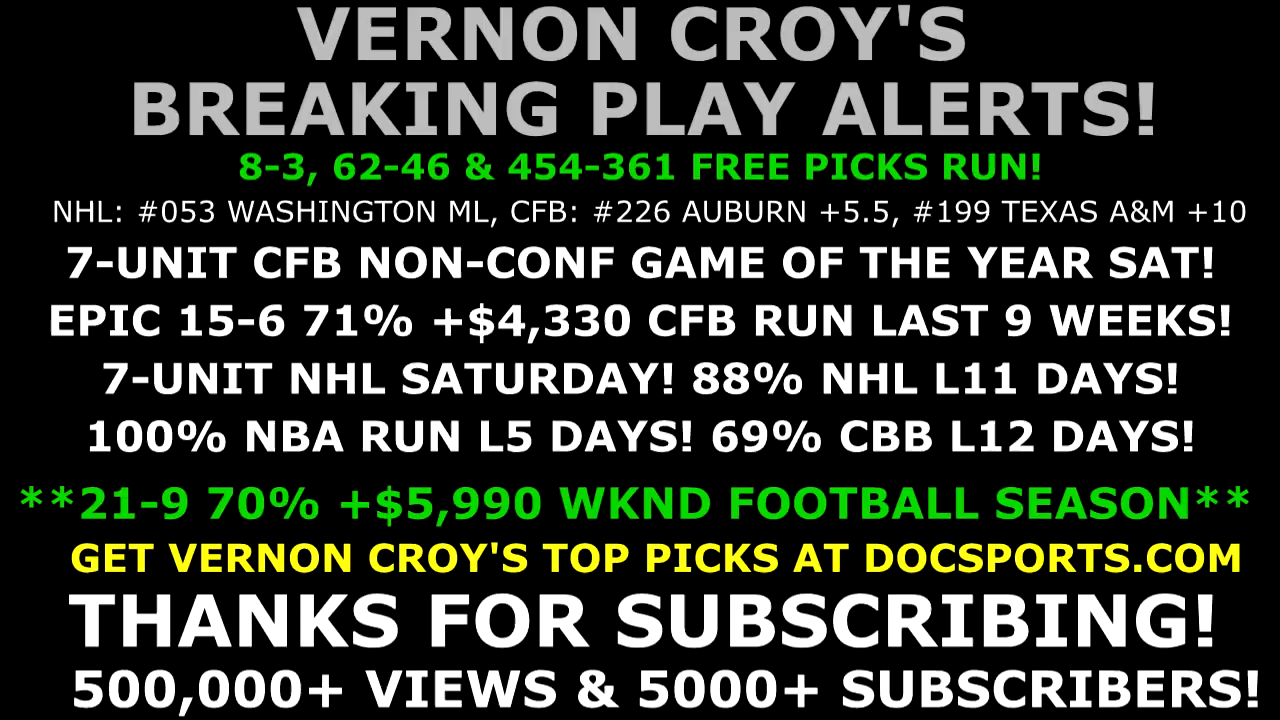 VERNON CROY'S
BREAKING PLAY ALERTS!
8-3, 62-46 & 454-361 FREE PICKS RUN!
NHL: #053 WASHINGTON ML, CFB: #226 AUBURN +5.5, #199 TEXAS A&M +10
7-UNIT CFB NON-CONF GAME OF THE YEAR SAT!
EPIC 15-6 71% +$4,330 CFB RUN LAST 9 WEEKS!
7-UNIT NHL SATURDAY! 88% NHL L11 DAYS!
100% NBA RUN L5 DAYS! 69% CBB L12 DAYS!
**21-9 70% +$5,990 WKND FOOTBALL SEASON**
GET VERNON CROY'S TOP PICKS AT DOCSPORTS.COM
THANKS FOR SUBSCRIBING!
500,000+ VIEWS & 5000+ SUBSCRIBERS!